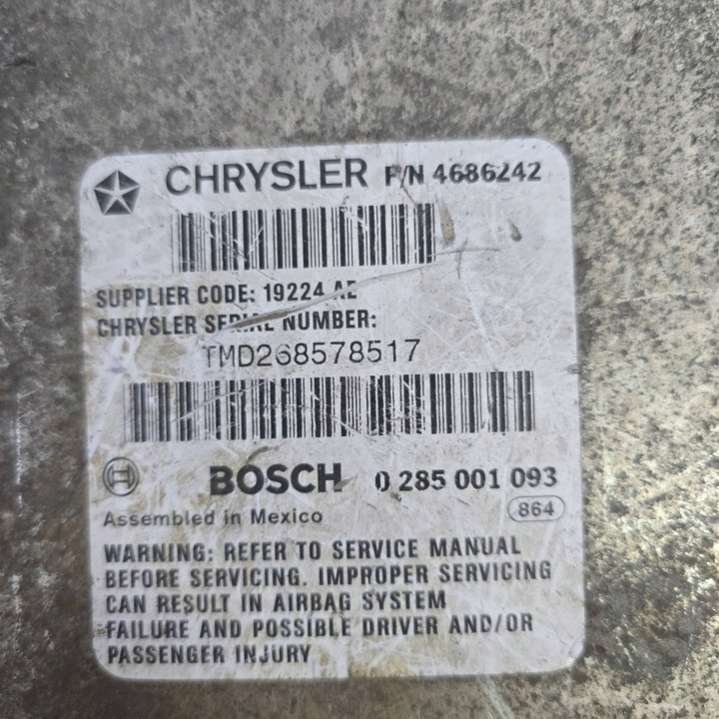 CHRYSLER P/N 4686242
SUPPLIER CODE: 19224 AE
CHRYSLER SERIAL NUMBER:
TMD268578517
BOSCH 0 285 001 093
Assembled in Mexico 864
WARNING: REFER TO SERVICE MANUAL
BEFORE SERVICING. IMPROPER SERVICING
CAN RESULT IN AIRBAG SYSTEM
FAILURE AND POSSIBLE DRIVER AND/OR
PASSENGER INJURY